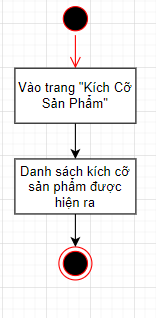 Vào trang "Kích Cỡ
Sản Phẩm"
Danh sách kích cỡ
sản phẩm được
hiện ra